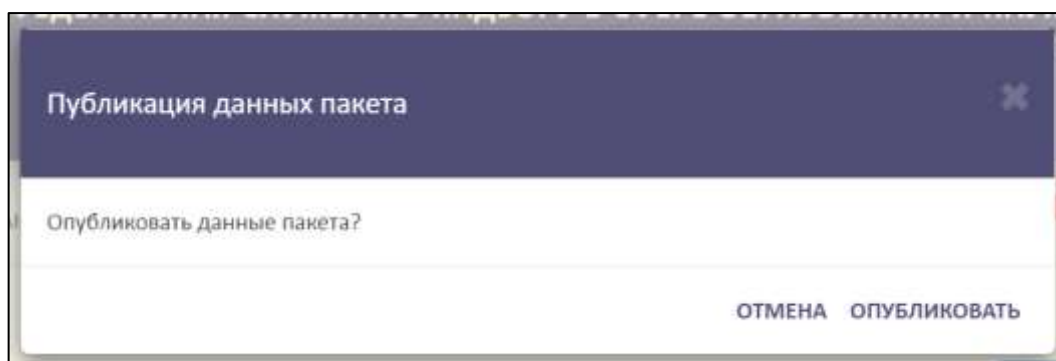 Публикация данных пакета
Опубликовать данные пакета?
ОТМЕНА ОПУБЛИКОВАТЬ